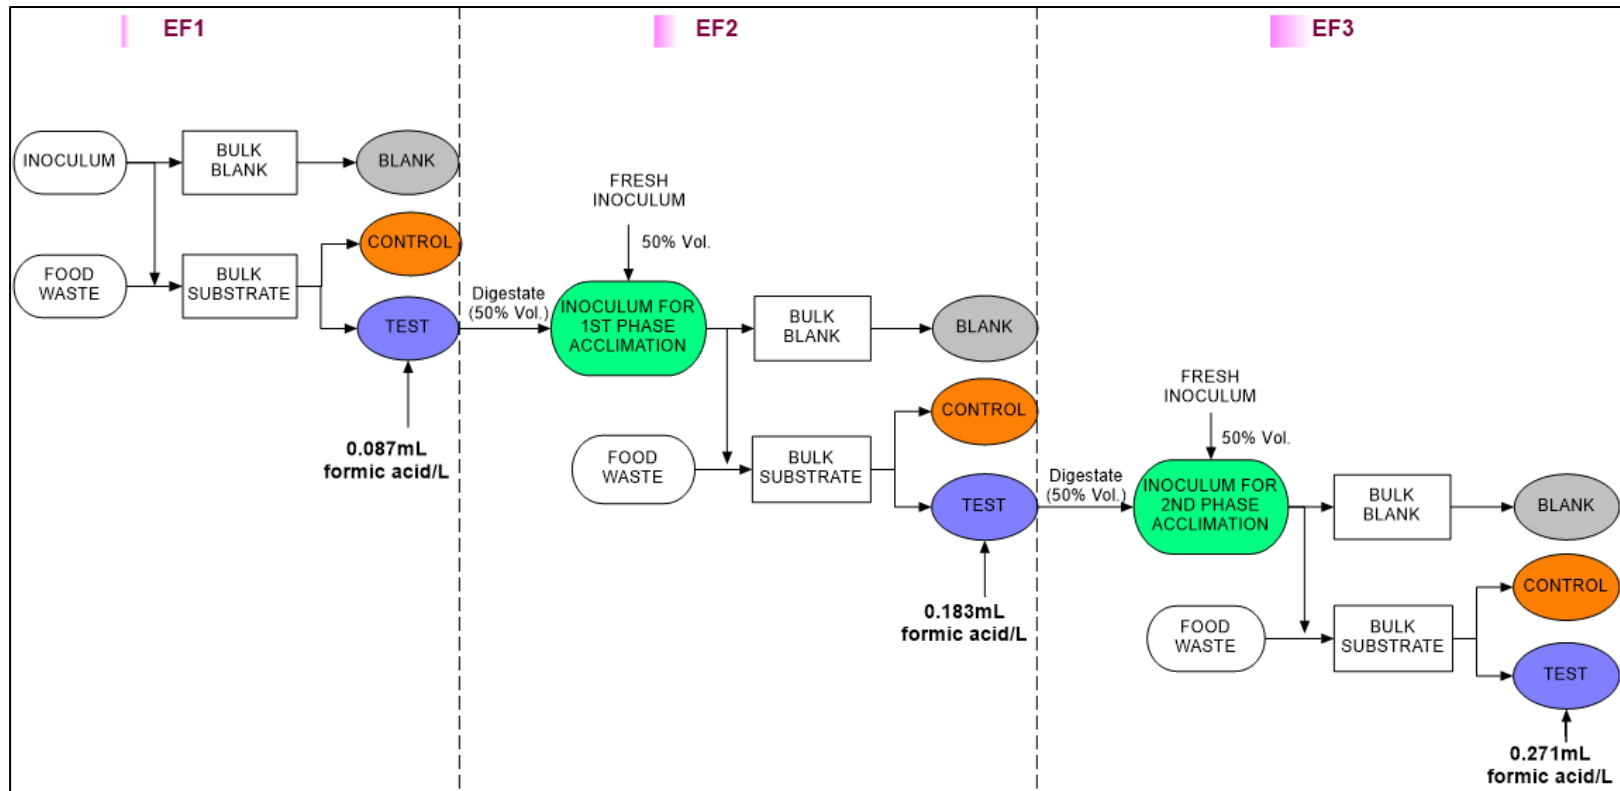 EF1
INOCULUM
BULK
BLANK
BLANK
CONTROL
FOOD
WASTE
BULK
SUBSTRATE
TEST
0.087mL
formic acid/L
EF2
FRESH
INOCULUM
50% Vol.
Digestate
(50% Vol.)
INOCULUM FOR
1ST PHASE
ACCLIMATION
BULK
BLANK
BLANK
CONTROL
FOOD
WASTE
BULK
SUBSTRATE
TEST
0.183mL
formic acid/L
EF3
FRESH
INOCULUM
50% Vol.
Digestate
(50% Vol.)
INOCULUM FOR
2ND PHASE
ACCLIMATION
BULK
BLANK
BLANK
CONTROL
FOOD
WASTE
BULK
SUBSTRATE
TEST
0.271mL
formic acid/L